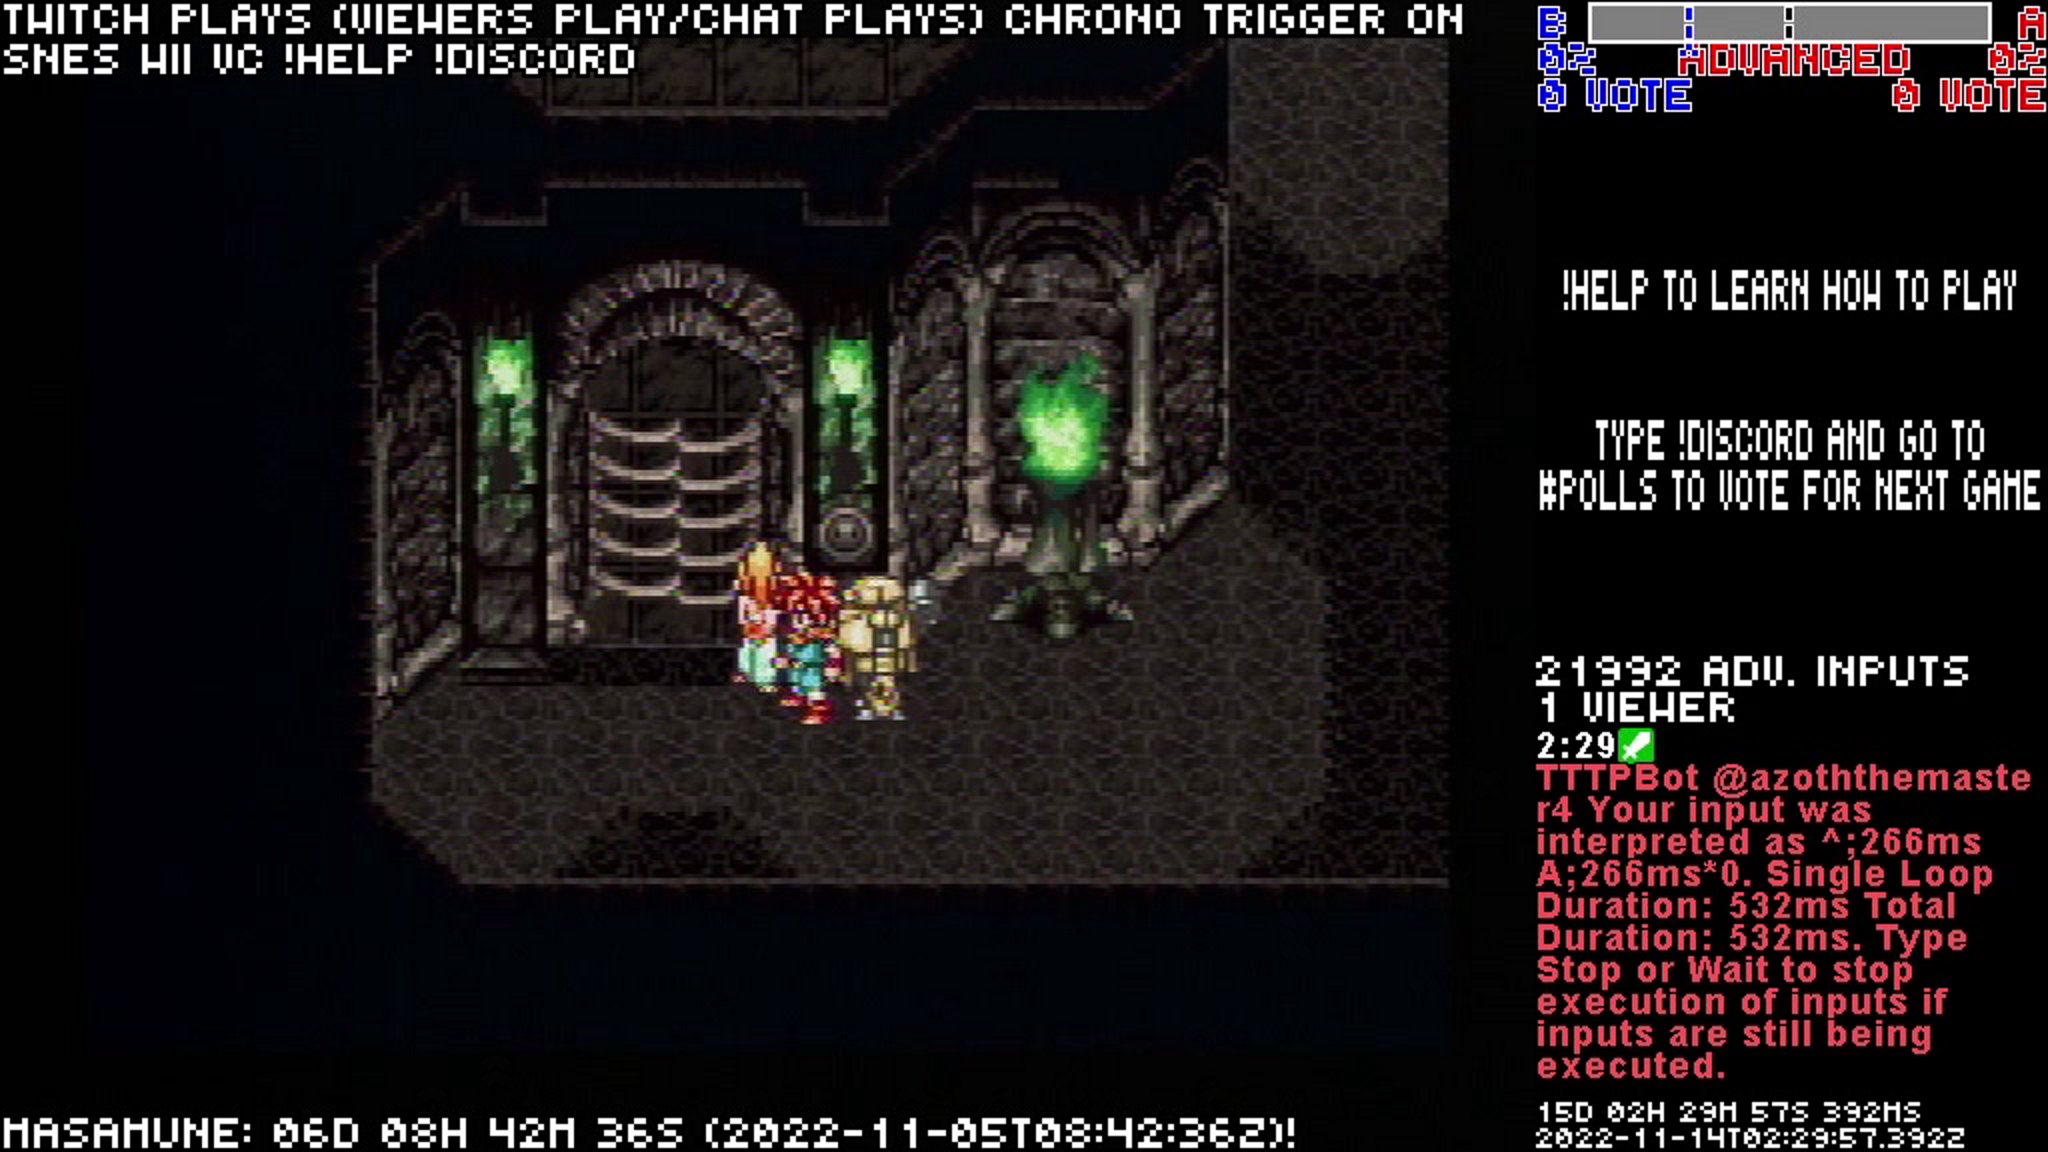 TWITCH PLAYS (VIEWERS PLAY/CHAT PLAYS) CHRONO TRIGGER ON
SNES WII VC !HELP !DISCORD
B A
0% ADVANCED 0%
0 VOTE 0 VOTE
!HELP TO LEARN HOW TO PLAY
TYPE !DISCORD AND GO TO
#POLLS TO VOTE FOR NEXT GAME
21992 ADV. INPUTS
1 VIEWER
2:29
TTTPBot @azoththemaste
r4 Your input was
interpreted as ^;266ms
A;266ms*0. Single Loop
Duration: 532ms Total
Duration: 532ms. Type
Stop or Wait to stop
execution of inputs if
inputs are still being
executed.
15D 02H 29M 57S 392MS
2022-11-14T02:29:57.392Z
MASAMUNE: 06D 08H 42M 36S (2022-11-05T08:42:36Z)!